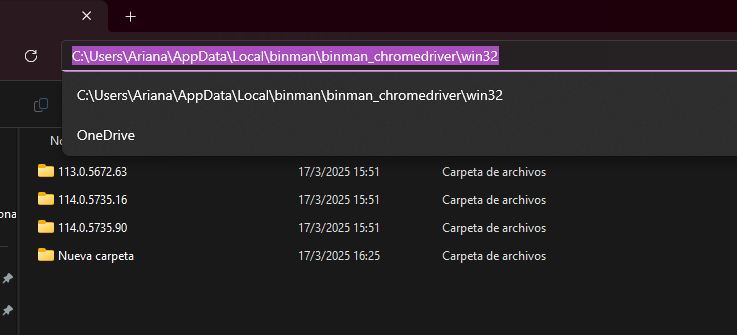 C:\Users\Ariana\AppData\Local\binman\binman_chromedriver\win32
C:\Users\Ariana\AppData\Local\binman\binman_chromedriver\win32
OneDrive
No
113.0.5672.63 17/3/2025 15:51 Carpeta de archivos
114.0.5735.16 17/3/2025 15:51 Carpeta de archivos
ona
114.0.5735.90 17/3/2025 15:51 Carpeta de archivos
Nueva carpeta 17/3/2025 16:25 Carpeta de archivos